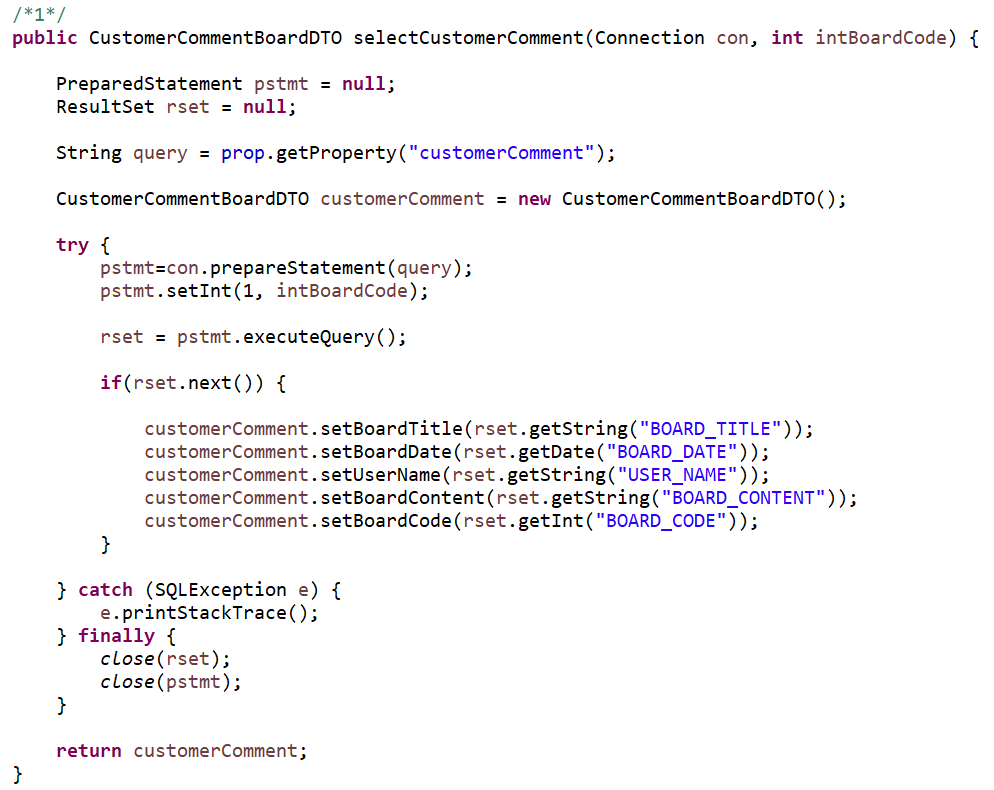 /*1*/
public CustomerCommentBoardDTO selectCustomerComment(Connection con, int intBoardCode) {
PreparedStatement pstmt = null;
ResultSet rset = null;
String query = prop.getProperty("customerComment");
CustomerCommentBoardDTO customerComment = new CustomerCommentBoardDTO();
try {
pstmt=con.prepareStatement(query);
pstmt.setInt(1, intBoardCode);
rset = pstmt.executeQuery();
if(rset.next()) {
customerComment.setBoardTitle(rset.getString("BOARD_TITLE"));
customerComment.setBoardDate(rset.getDate("BOARD_DATE"));
customerComment.setUserName(rset.getString("USER_NAME"));
customerComment.setBoardContent(rset.getString("BOARD_CONTENT"));
customerComment.setBoardCode(rset.getInt("BOARD_CODE"));
}
} catch (SQLException e) {
e.printStackTrace();
} finally {
close(rset);
close(pstmt);
}
return customerComment;
}